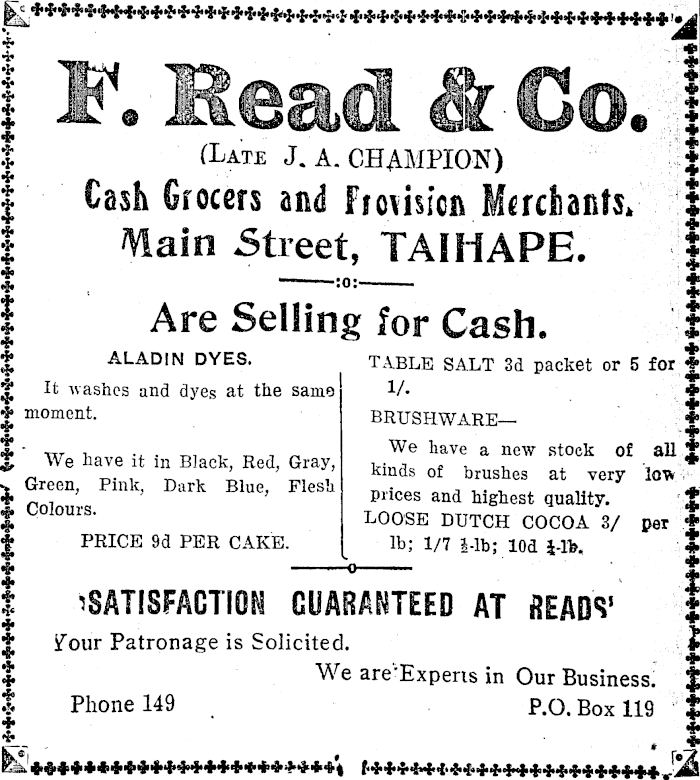 F. Read & Co.
(LATE J. A. CHAMPION)
Cash Grocers and Provision Merchants.
Main Street, TAIHAPE.
:o:
Are Selling for Cash.
ALADIN DYES.
It washes and dyes at the same
moment.
We have it in Black, Red, Gray,
Green, Pink, Dark Blue, Flesh
Colours.
PRICE 9d PER CAKE.
TABLE SALT 3d packet or 5 for
1/.
BRUSHWARE—
We have a new stock of all
kinds of brushes at very low
prices and highest quality.
LOOSE DUTCH COCOA 3/ per
lb; 1/7 ½-lb; 10d ¼-lb.
'SATISFACTION GUARANTEED AT READS'
Your Patronage is Solicited.
We are Experts in Our Business.
Phone 149
P.O. Box 119